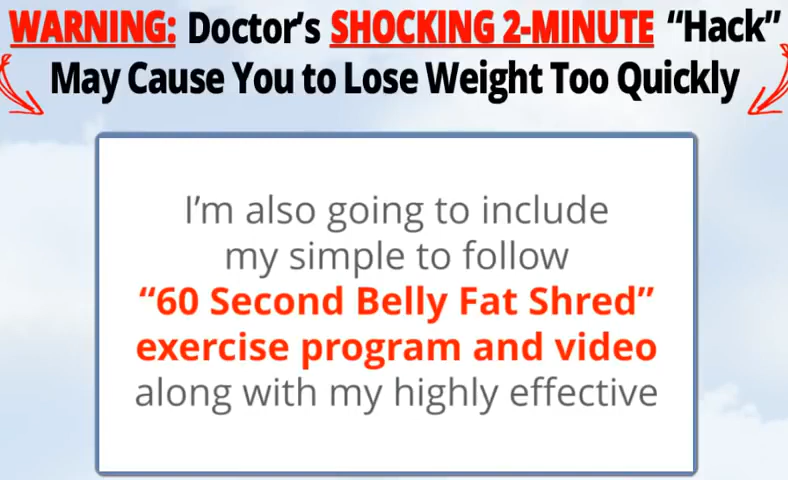 WARNING: Doctor's SHOCKING 2-MINUTE “Hack”
May Cause You to Lose Weight Too Quickly
I’m also going to include
my simple to follow
“60 Second Belly Fat Shred”
exercise program and video
along with my highly effective